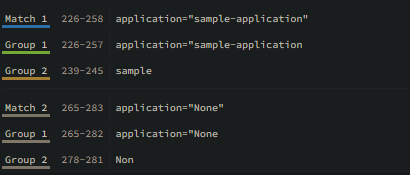 Match 1 226-258 application="sample-application"
Group 1 226-257 application="sample-application
Group 2 239-245 sample
Match 2 265-283 application="None"
Group 1 265-282 application="None
Group 2 278-281 Non